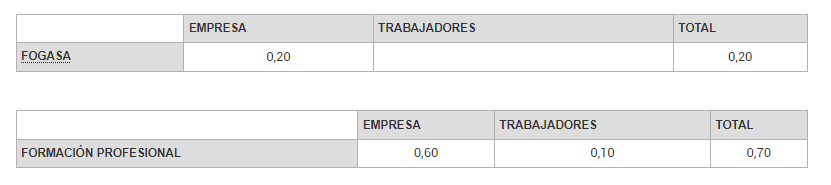 EMPRESA TRABAJADORES TOTAL
FOGASA 0,20 0,20
EMPRESA TRABAJADORES TOTAL
FORMACIÓN PROFESIONAL 0,60 0,10 0,70